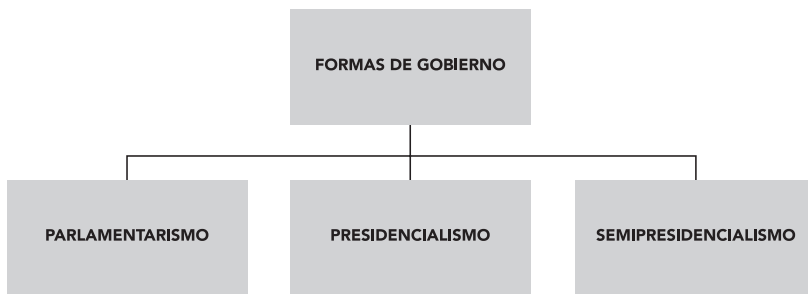 FORMAS DE GOBIERNO
PARLAMENTARISMO
PRESIDENCIALISMO
SEMIPRESIDENCIALISMO